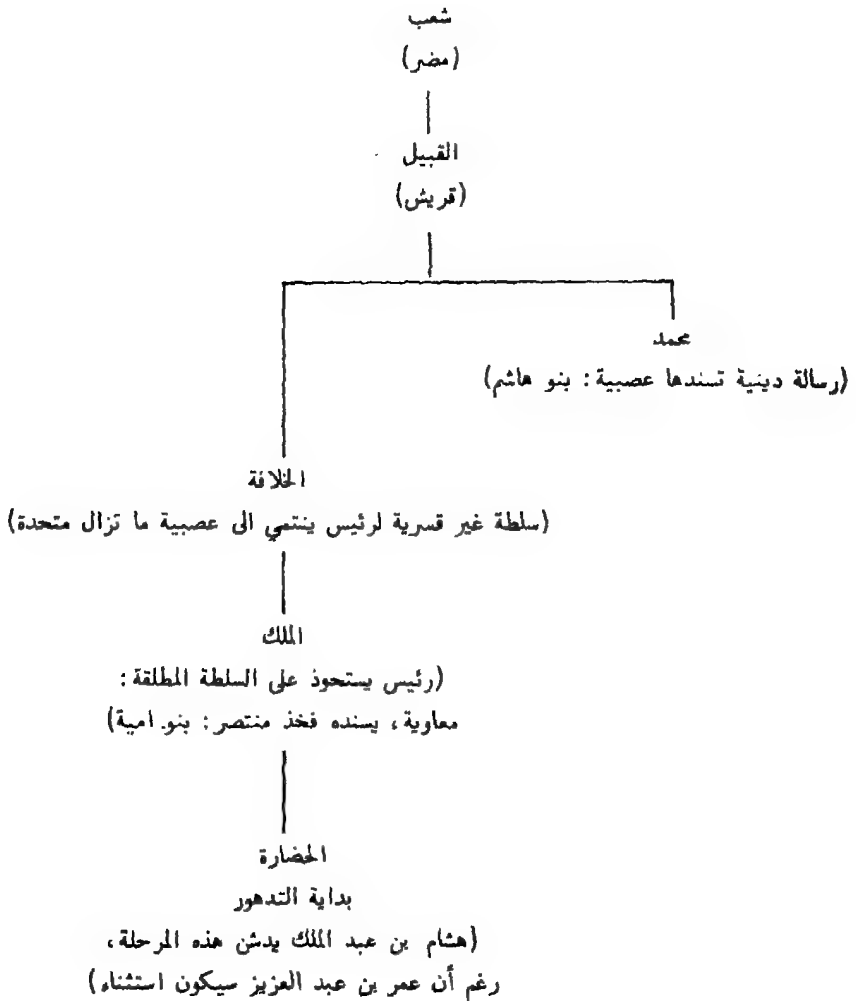 شعب
(مضر)
القبيل
(قريش)
محمد
(رسالة دينية تسندها عصبية : بنو هاشم)
الخلافة
(سلطة غير قسرية لرئيس ينتمي الى عصبية ما تزال متحدة)
الملك
(رئيس يستحوذ على السلطة المطلقة :
معاوية ، يسنده فخذ منتصر : بنو امية)
الحضارة
بداية التدهور
(هشام بن عبد الملك يدشن هذه المرحلة ،
رغم أن عمر بن عبد العزيز سيكون استثناء)